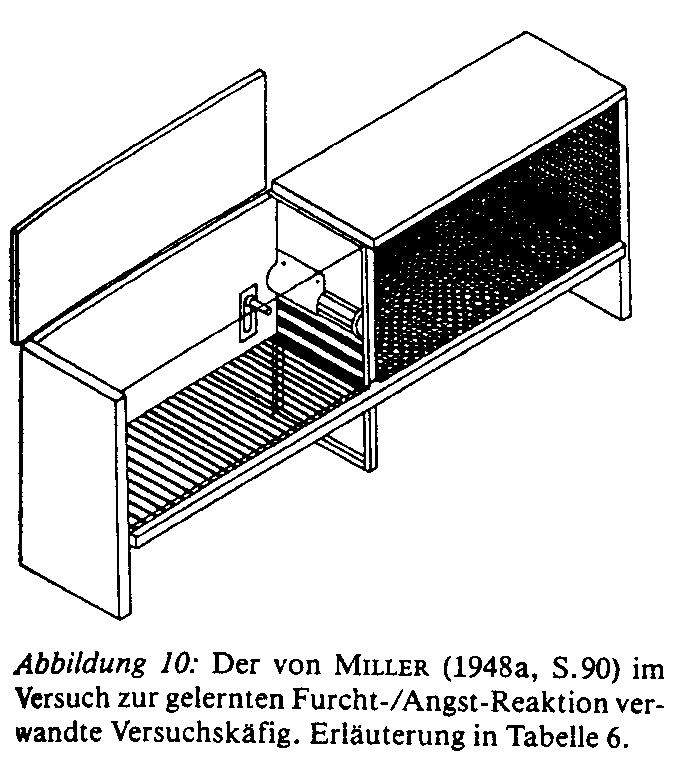 Abbildung 10: Der von MILLER (1948a, S.90) im
Versuch zur gelernten Furcht-/Angst-Reaktion ver-
wandte Versuchskäfig. Erläuterung in Tabelle 6.